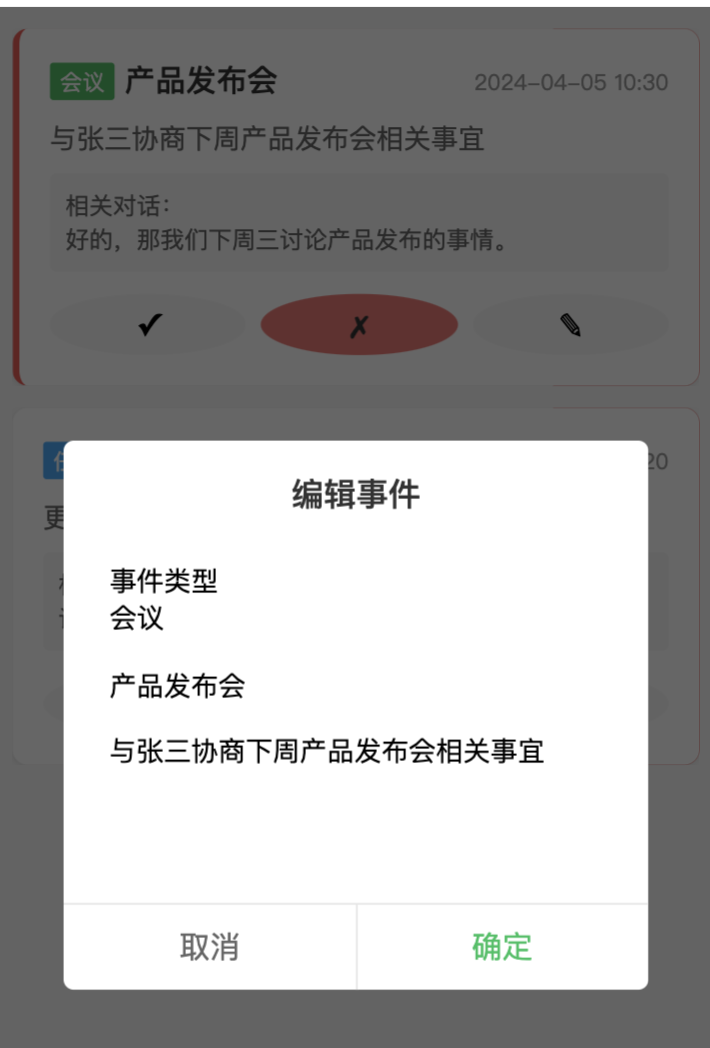 会议 产品发布会 2024-04-05 10:30
与张三协商下周产品发布会相关事宜
相关对话：
好的，那我们下周三讨论产品发布的事情。
✓ ✗ ✎
20
更
编辑事件
事件类型
会议
产品发布会
与张三协商下周产品发布会相关事宜
取消 确定